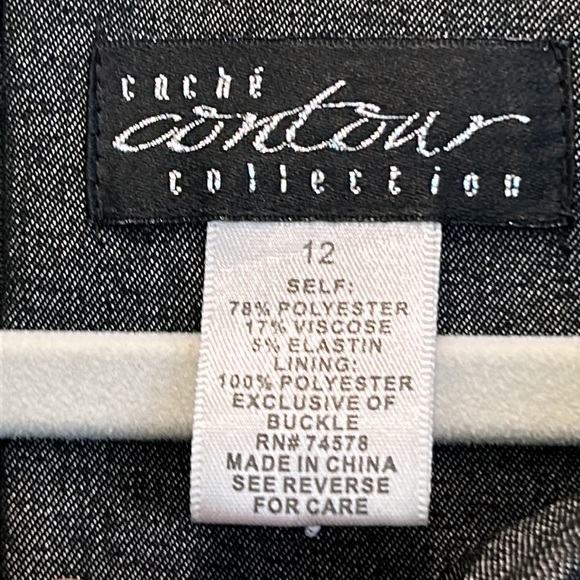 caché
contour
collection
12
SELF:
78% POLYESTER
17% VISCOSE
5% ELASTIN
LINING:
100% POLYESTER
EXCLUSIVE OF
BUCKLE
RN# 74578
MADE IN CHINA
SEE REVERSE
FOR CARE